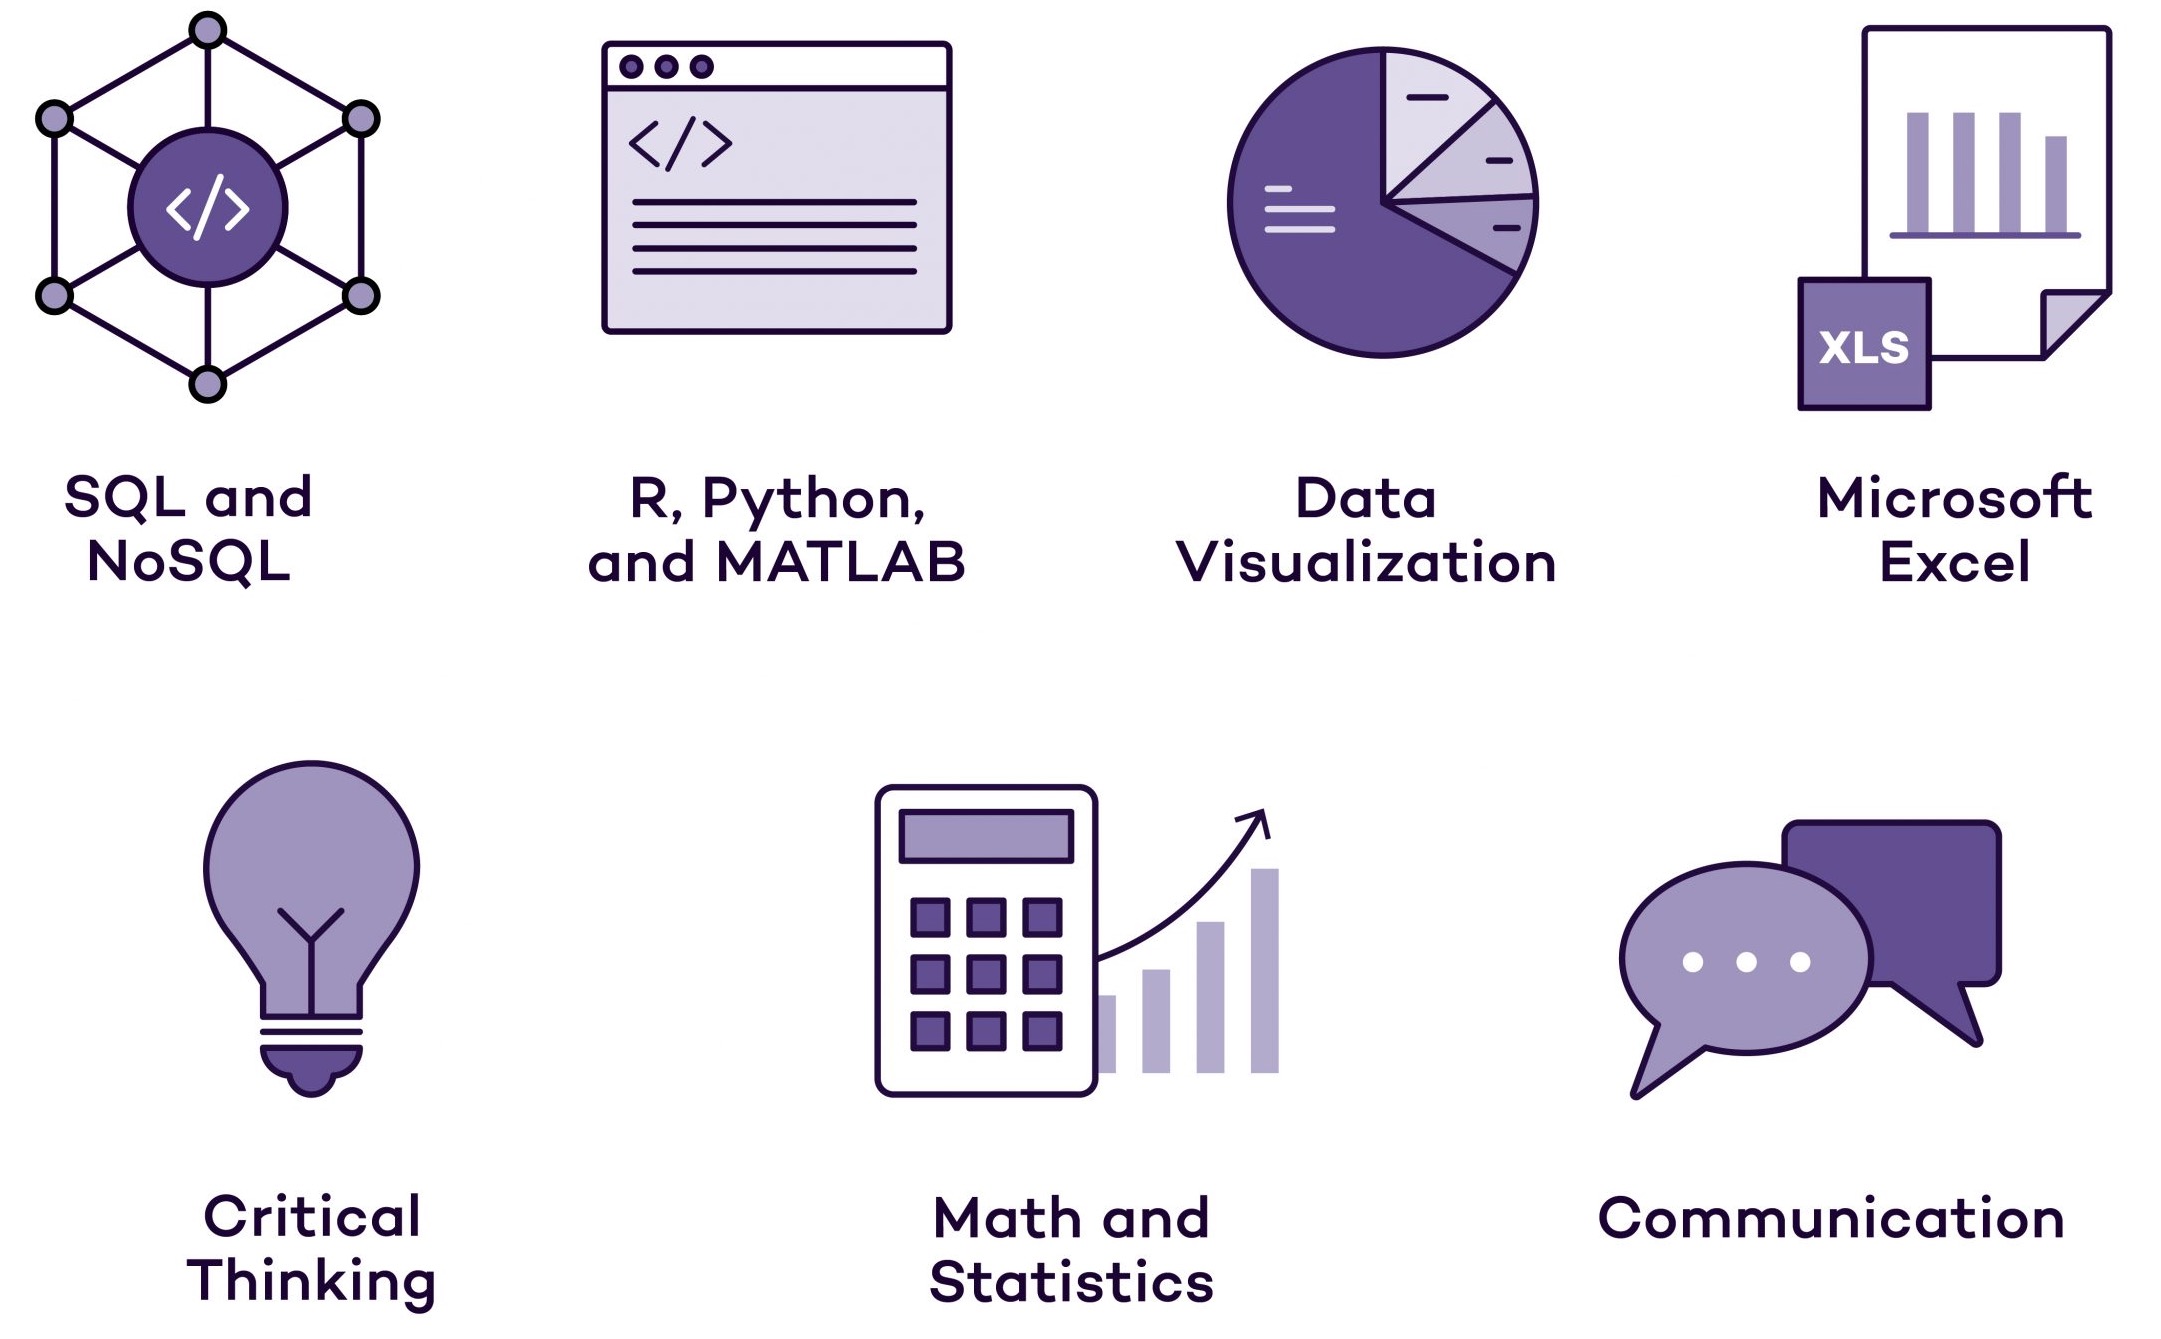 </>
</>
XLS
SQL and
NoSQL
R, Python,
and MATLAB
Data
Visualization
Microsoft
Excel
Critical
Thinking
Math and
Statistics
Communication